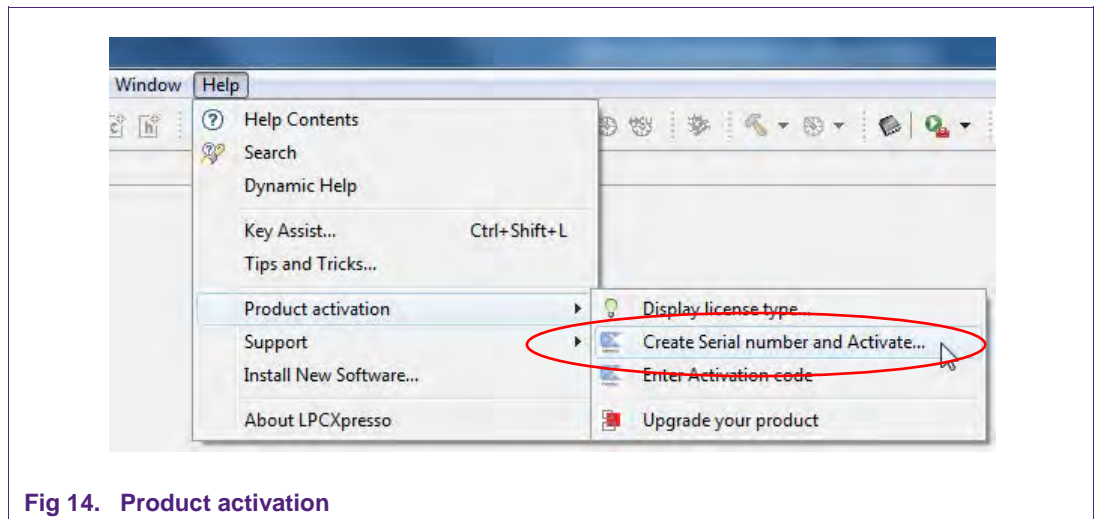 Window Help
Help Contents
Search
Dynamic Help
Key Assist... Ctrl+Shift+L
Tips and Tricks...
Product activation
Support
Install New Software...
About LPCXpresso
Display license type...
Create Serial number and Activate...
Enter Activation code
Upgrade your product
Fig 14. Product activation